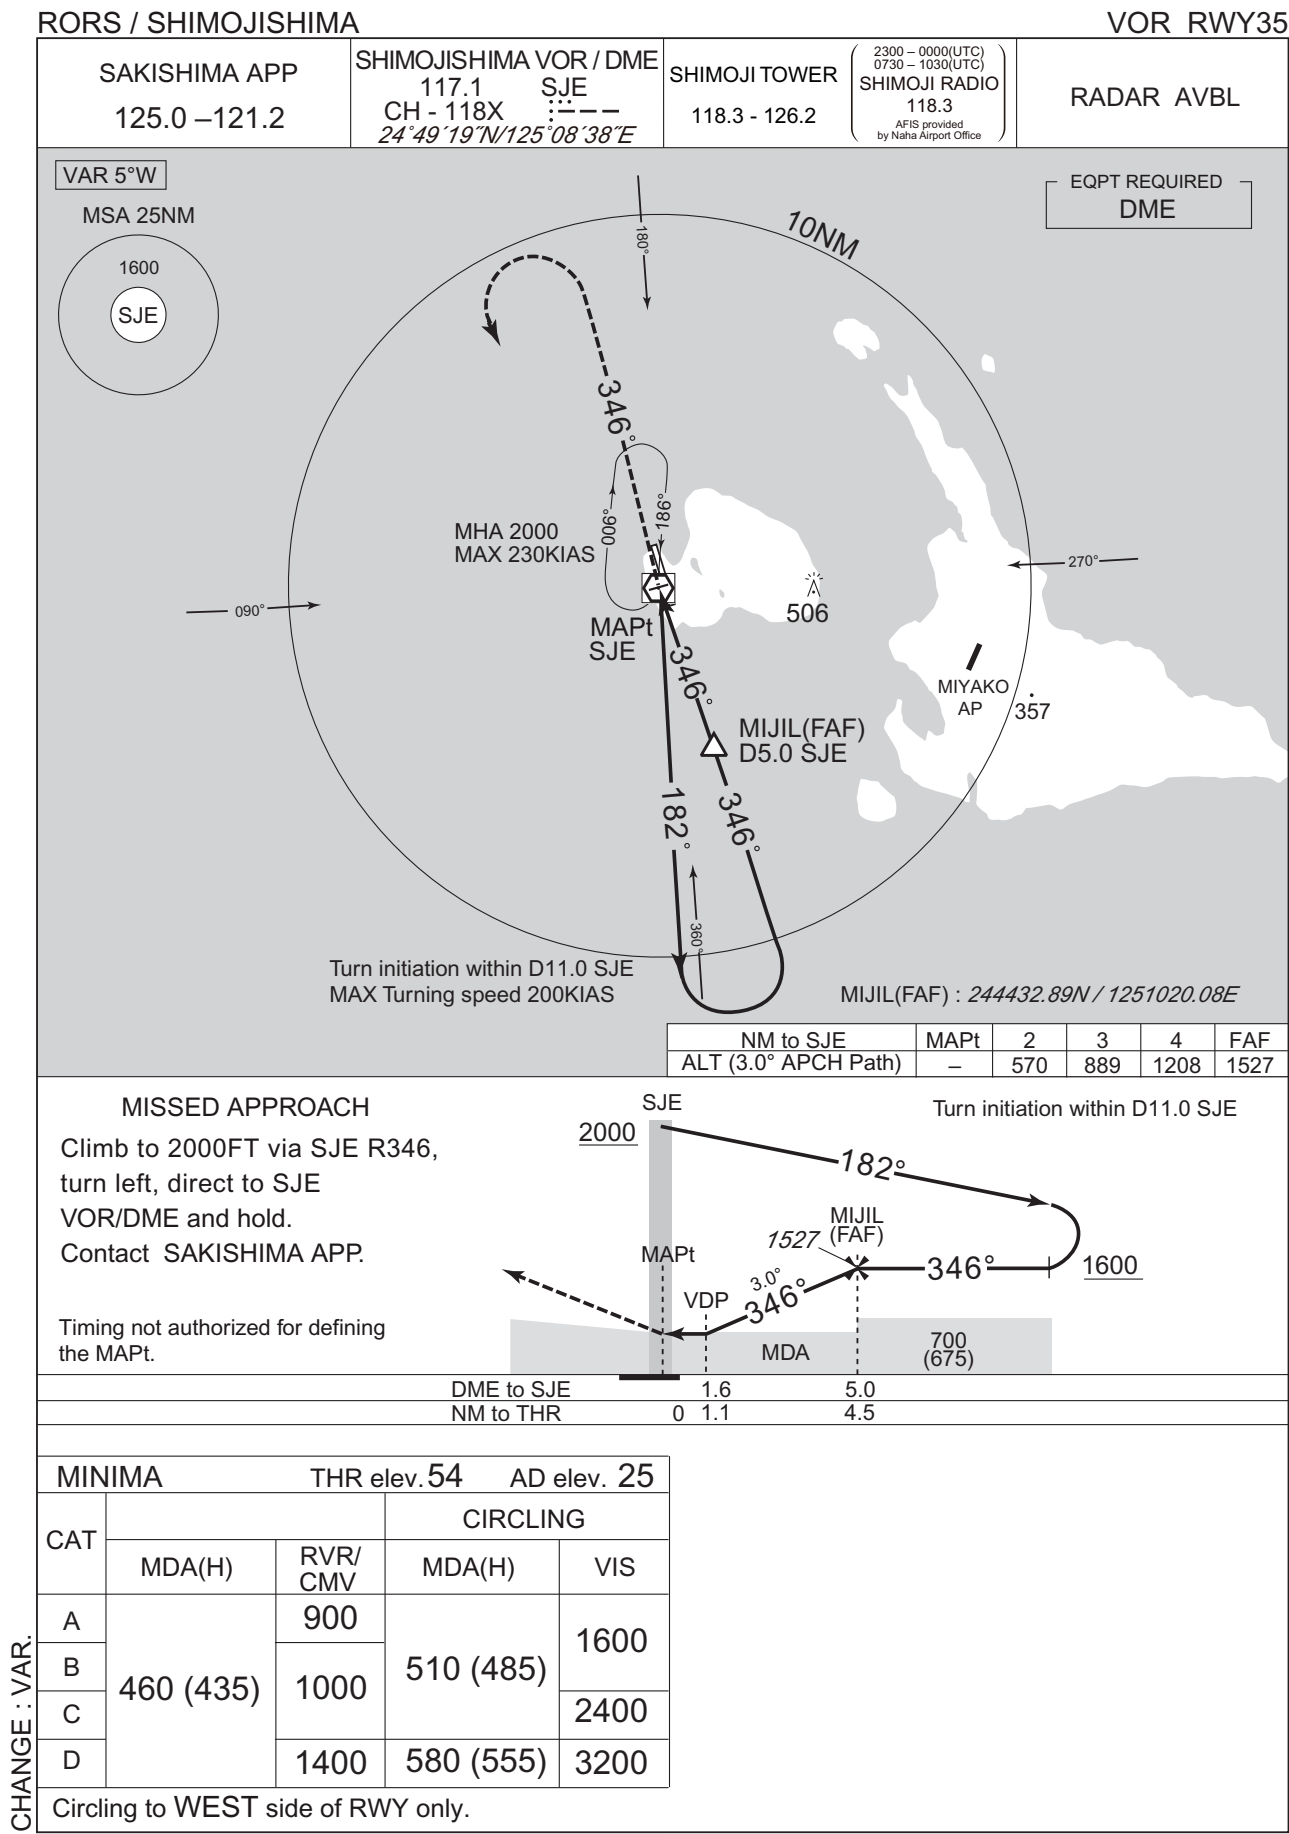 RORS / SHIMOJISHIMA
VOR RWY35
SAKISHIMA APP
125.0 –121.2
SHIMOJISHIMA VOR / DME
117.1 SJE
CH - 118X
24°49´19˝N/125°08´38˝E
SHIMOJI TOWER
118.3 - 126.2
2300 – 0000(UTC)
0730 – 1030(UTC)
SHIMOJI RADIO
118.3
AFIS provided
by Naha Airport Office
RADAR AVBL
VAR 5°W
MSA 25NM
1600
SJE
EQPT REQUIRED
DME
10NM
180°
346°
006°
186°
MHA 2000
MAX 230KIAS
270°
090°
506
MAPt
SJE
346°
MIYAKO
AP
357
MIJIL(FAF)
D5.0 SJE
182°
346°
360°
Turn initiation within D11.0 SJE
MAX Turning speed 200KIAS
MIJIL(FAF) : 244432.89N / 1251020.08E
NM to SJE MAPt 2 3 4 FAF
ALT (3.0° APCH Path) – 570 889 1208 1527
MISSED APPROACH
Climb to 2000FT via SJE R346,
turn left, direct to SJE
VOR/DME and hold.
Contact SAKISHIMA APP.
Timing not authorized for defining
the MAPt.
SJE
Turn initiation within D11.0 SJE
2000
182°
MIJIL
(FAF)
1527
MAPt
346°
1600
3.0°
346°
VDP
MDA
700
(675)
DME to SJE 1.6 5.0
NM to THR 0 1.1 4.5
MINIMA THR elev. 54 AD elev. 25
CAT
CIRCLING
MDA(H)
RVR/
CMV
MDA(H)
VIS
A
900
1600
B
460 (435)
1000
510 (485)
C
2400
D
1400
580 (555)
3200
Circling to WEST side of RWY only.
CHANGE : VAR.